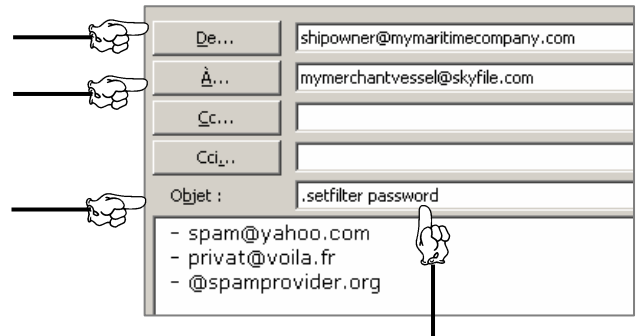 De... shipowner@mymaritimecompany.com
À... mymerchantvessel@skyfile.com
Cc...
Cci...
Objet : .setfilter password
- spam@yahoo.com
- privat@voila.fr
- @spamprovider.org